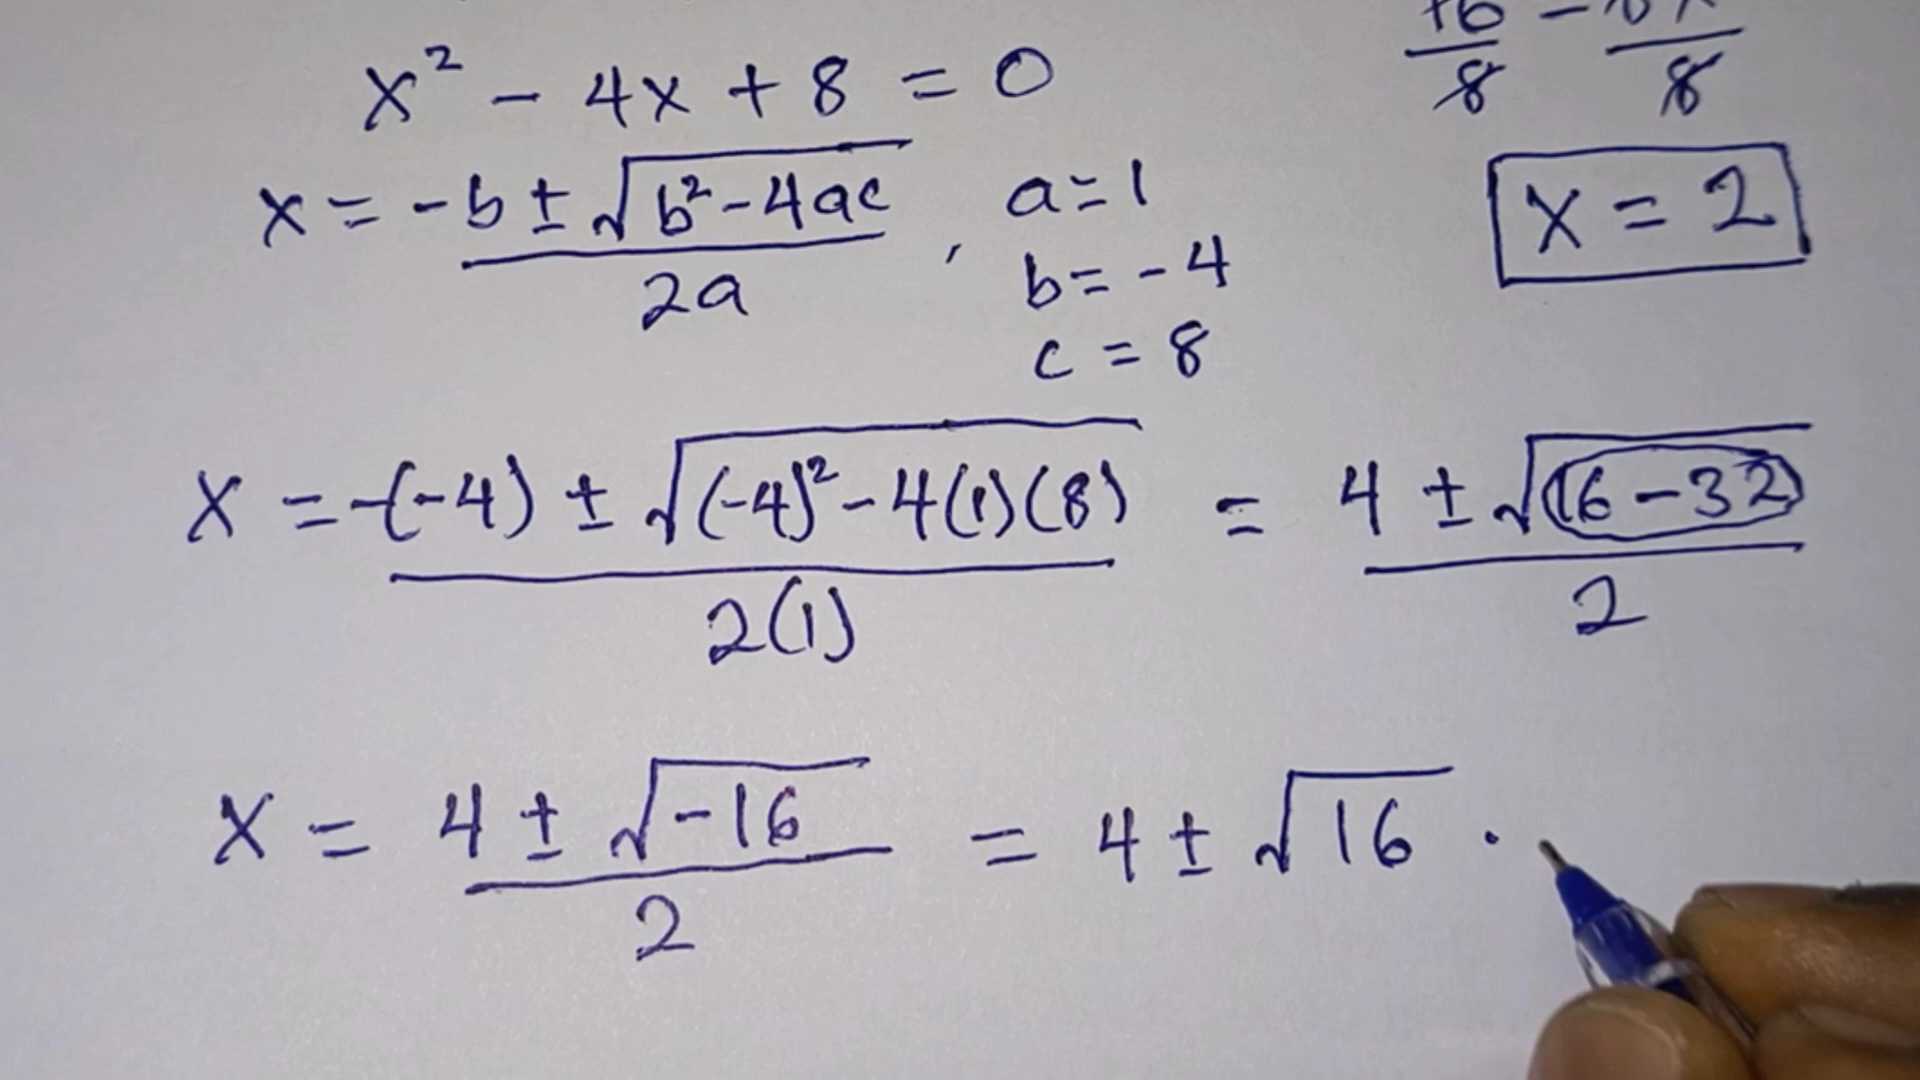 x² - 4x + 8 = 0
x = -b ± √(b² - 4ac) / 2a , a = 1
b = -4
c = 8
8 8
x = 2
x = -(-4) ± √((-4)² - 4(1)(8)) / 2(1) = 4 ± √(16 - 32) / 2
x = 4 ± √-16 / 2 = 4 ± √16 ·